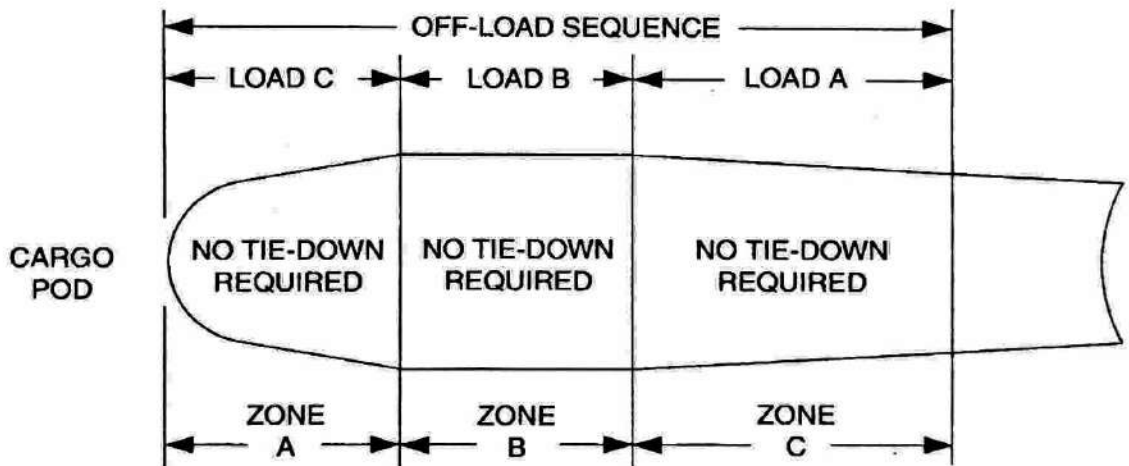 OFF-LOAD SEQUENCE
LOAD C
LOAD B
LOAD A
CARGO
POD
NO TIE-DOWN
REQUIRED
NO TIE-DOWN
REQUIRED
NO TIE-DOWN
REQUIRED
ZONE
A
ZONE
B
ZONE
C